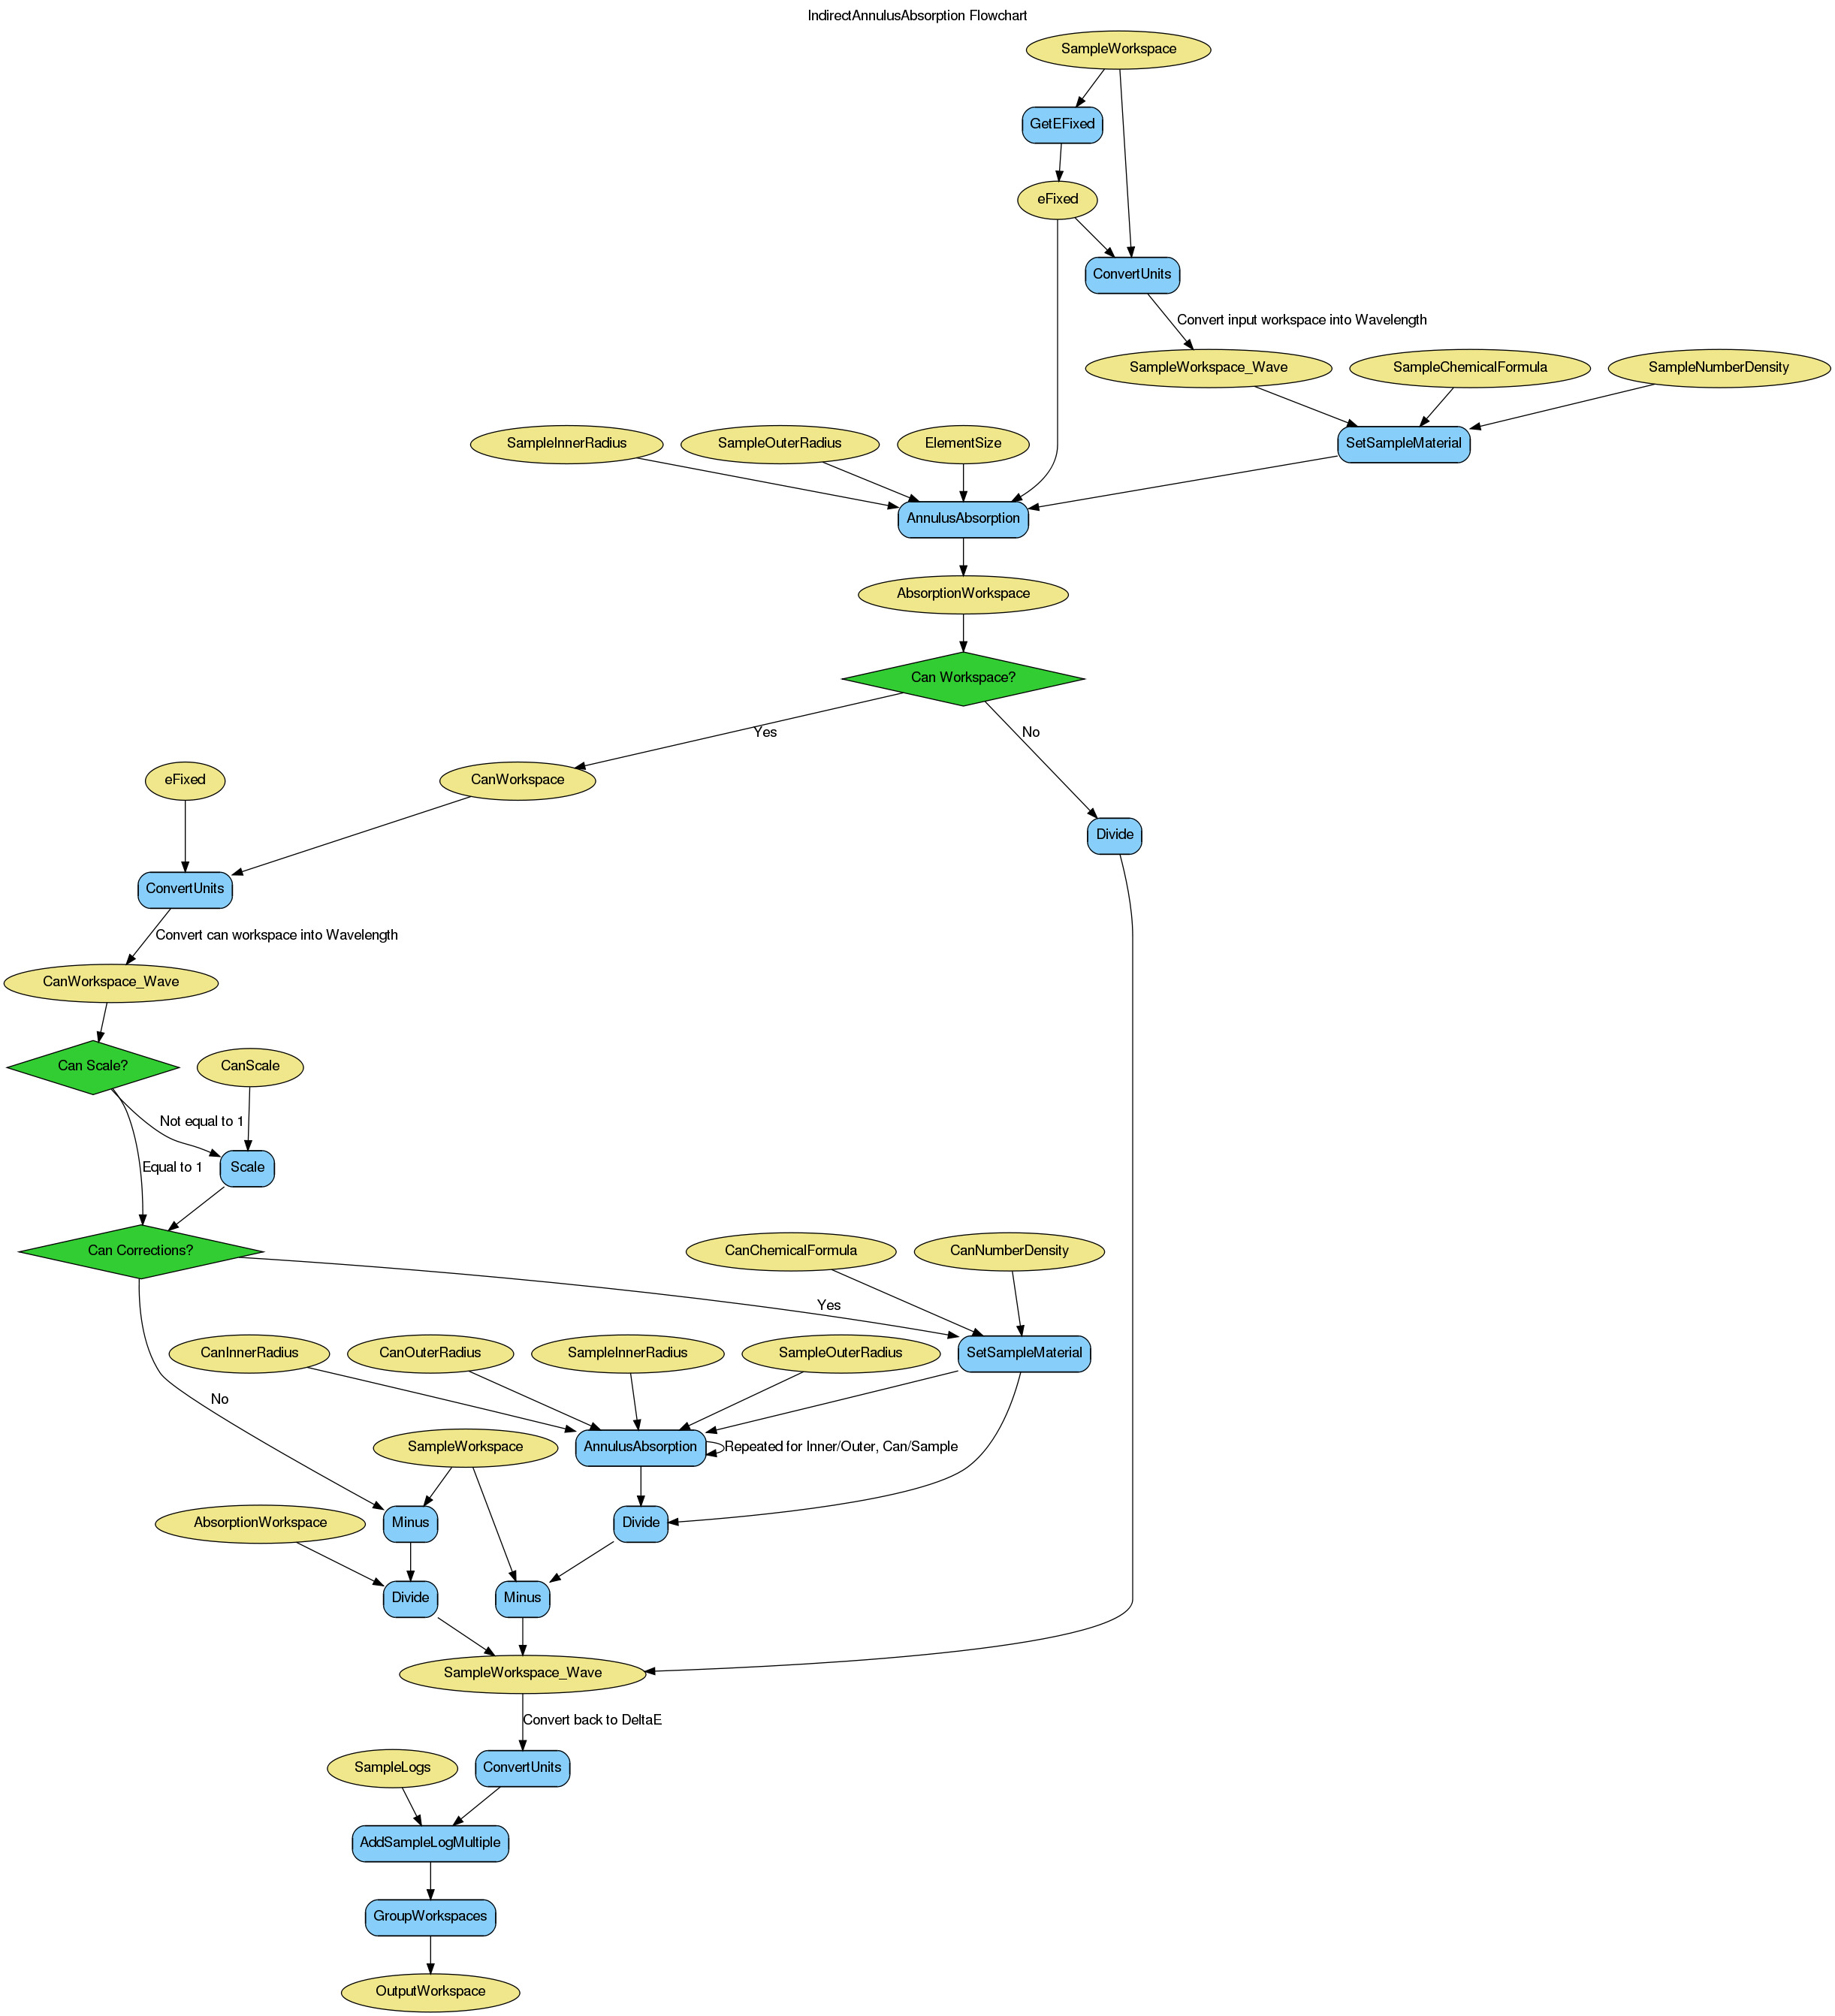 IndirectAnnulusAbsorption Flowchart
SampleWorkspace
GetEFixed
eFixed
ConvertUnits
Convert input workspace into Wavelength
SampleWorkspace_Wave
SampleChemicalFormula
SampleNumberDensity
SampleInnerRadius
SampleOuterRadius
ElementSize
SetSampleMaterial
AnnulusAbsorption
AbsorptionWorkspace
Can Workspace?
Yes
No
eFixed
CanWorkspace
Divide
ConvertUnits
Convert can workspace into Wavelength
CanWorkspace_Wave
Can Scale?
CanScale
Not equal to 1
Equal to 1
Scale
Can Corrections?
CanChemicalFormula
CanNumberDensity
Yes
CanInnerRadius
CanOuterRadius
SampleInnerRadius
SampleOuterRadius
SetSampleMaterial
No
SampleWorkspace
AnnulusAbsorption
Repeated for Inner/Outer, Can/Sample
AbsorptionWorkspace
Minus
Divide
Divide
Minus
SampleWorkspace_Wave
Convert back to DeltaE
SampleLogs
ConvertUnits
AddSampleLogMultiple
GroupWorkspaces
OutputWorkspace